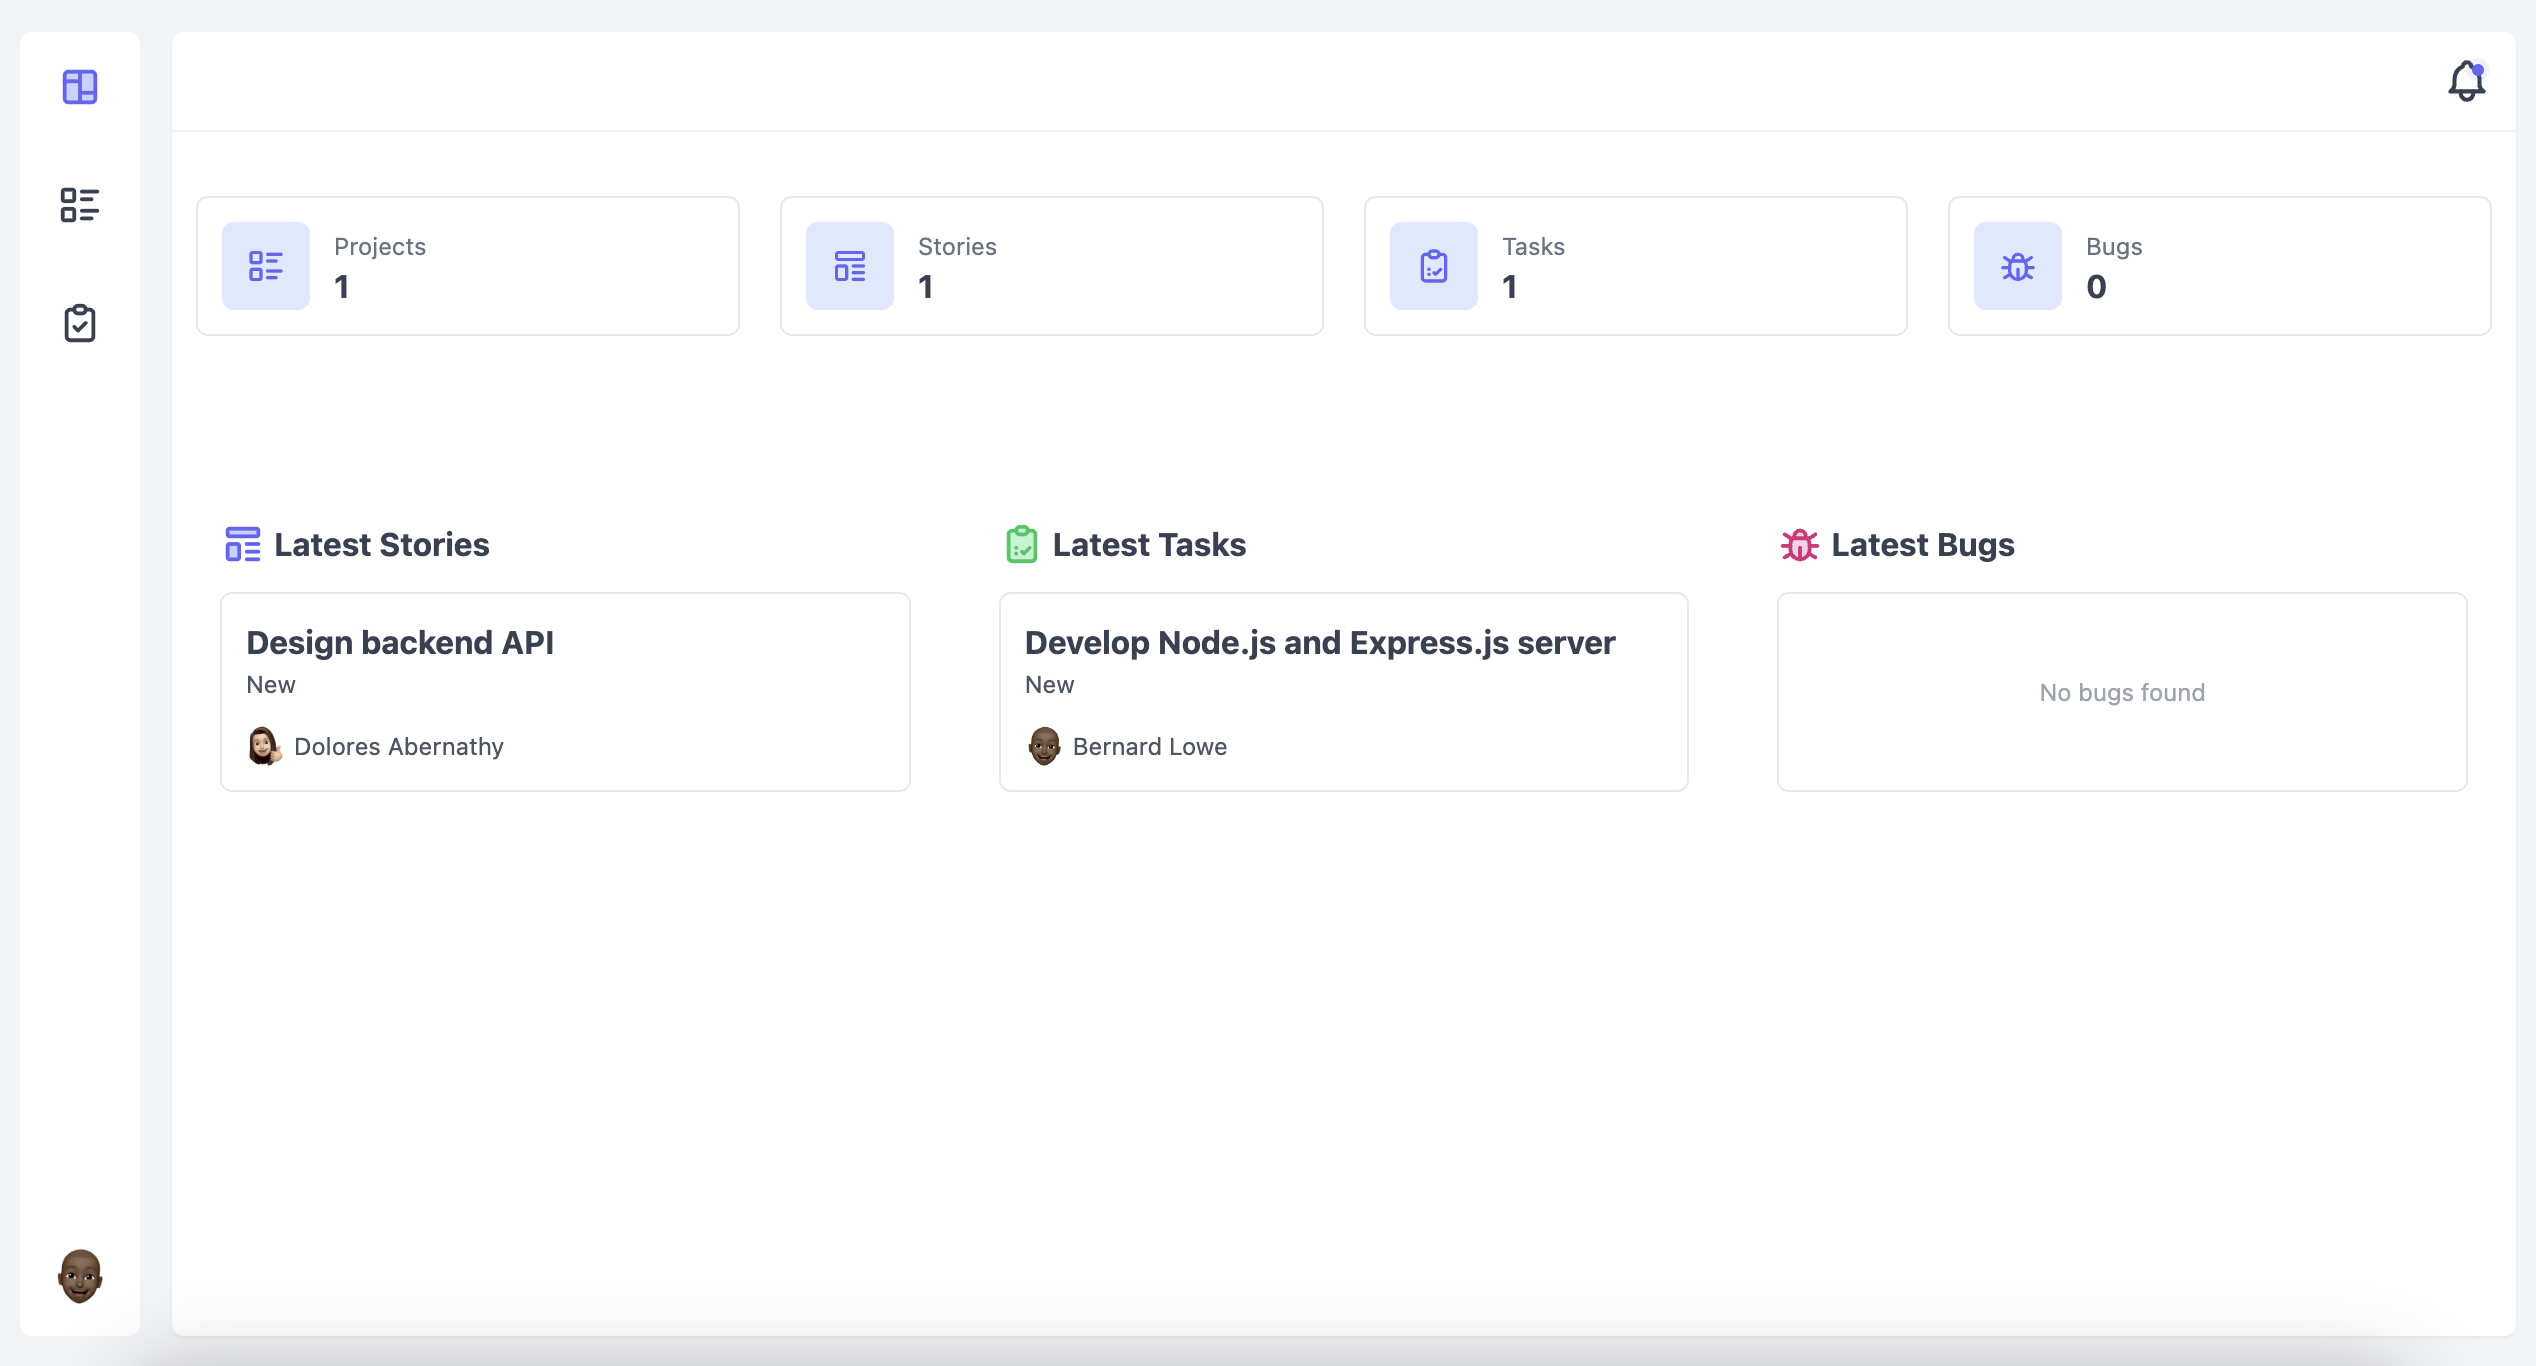 Projects
1
Stories
1
Tasks
1
Bugs
0
Latest Stories
Design backend API
New
Dolores Abernathy
Latest Tasks
Develop Node.js and Express.js server
New
Bernard Lowe
Latest Bugs
No bugs found